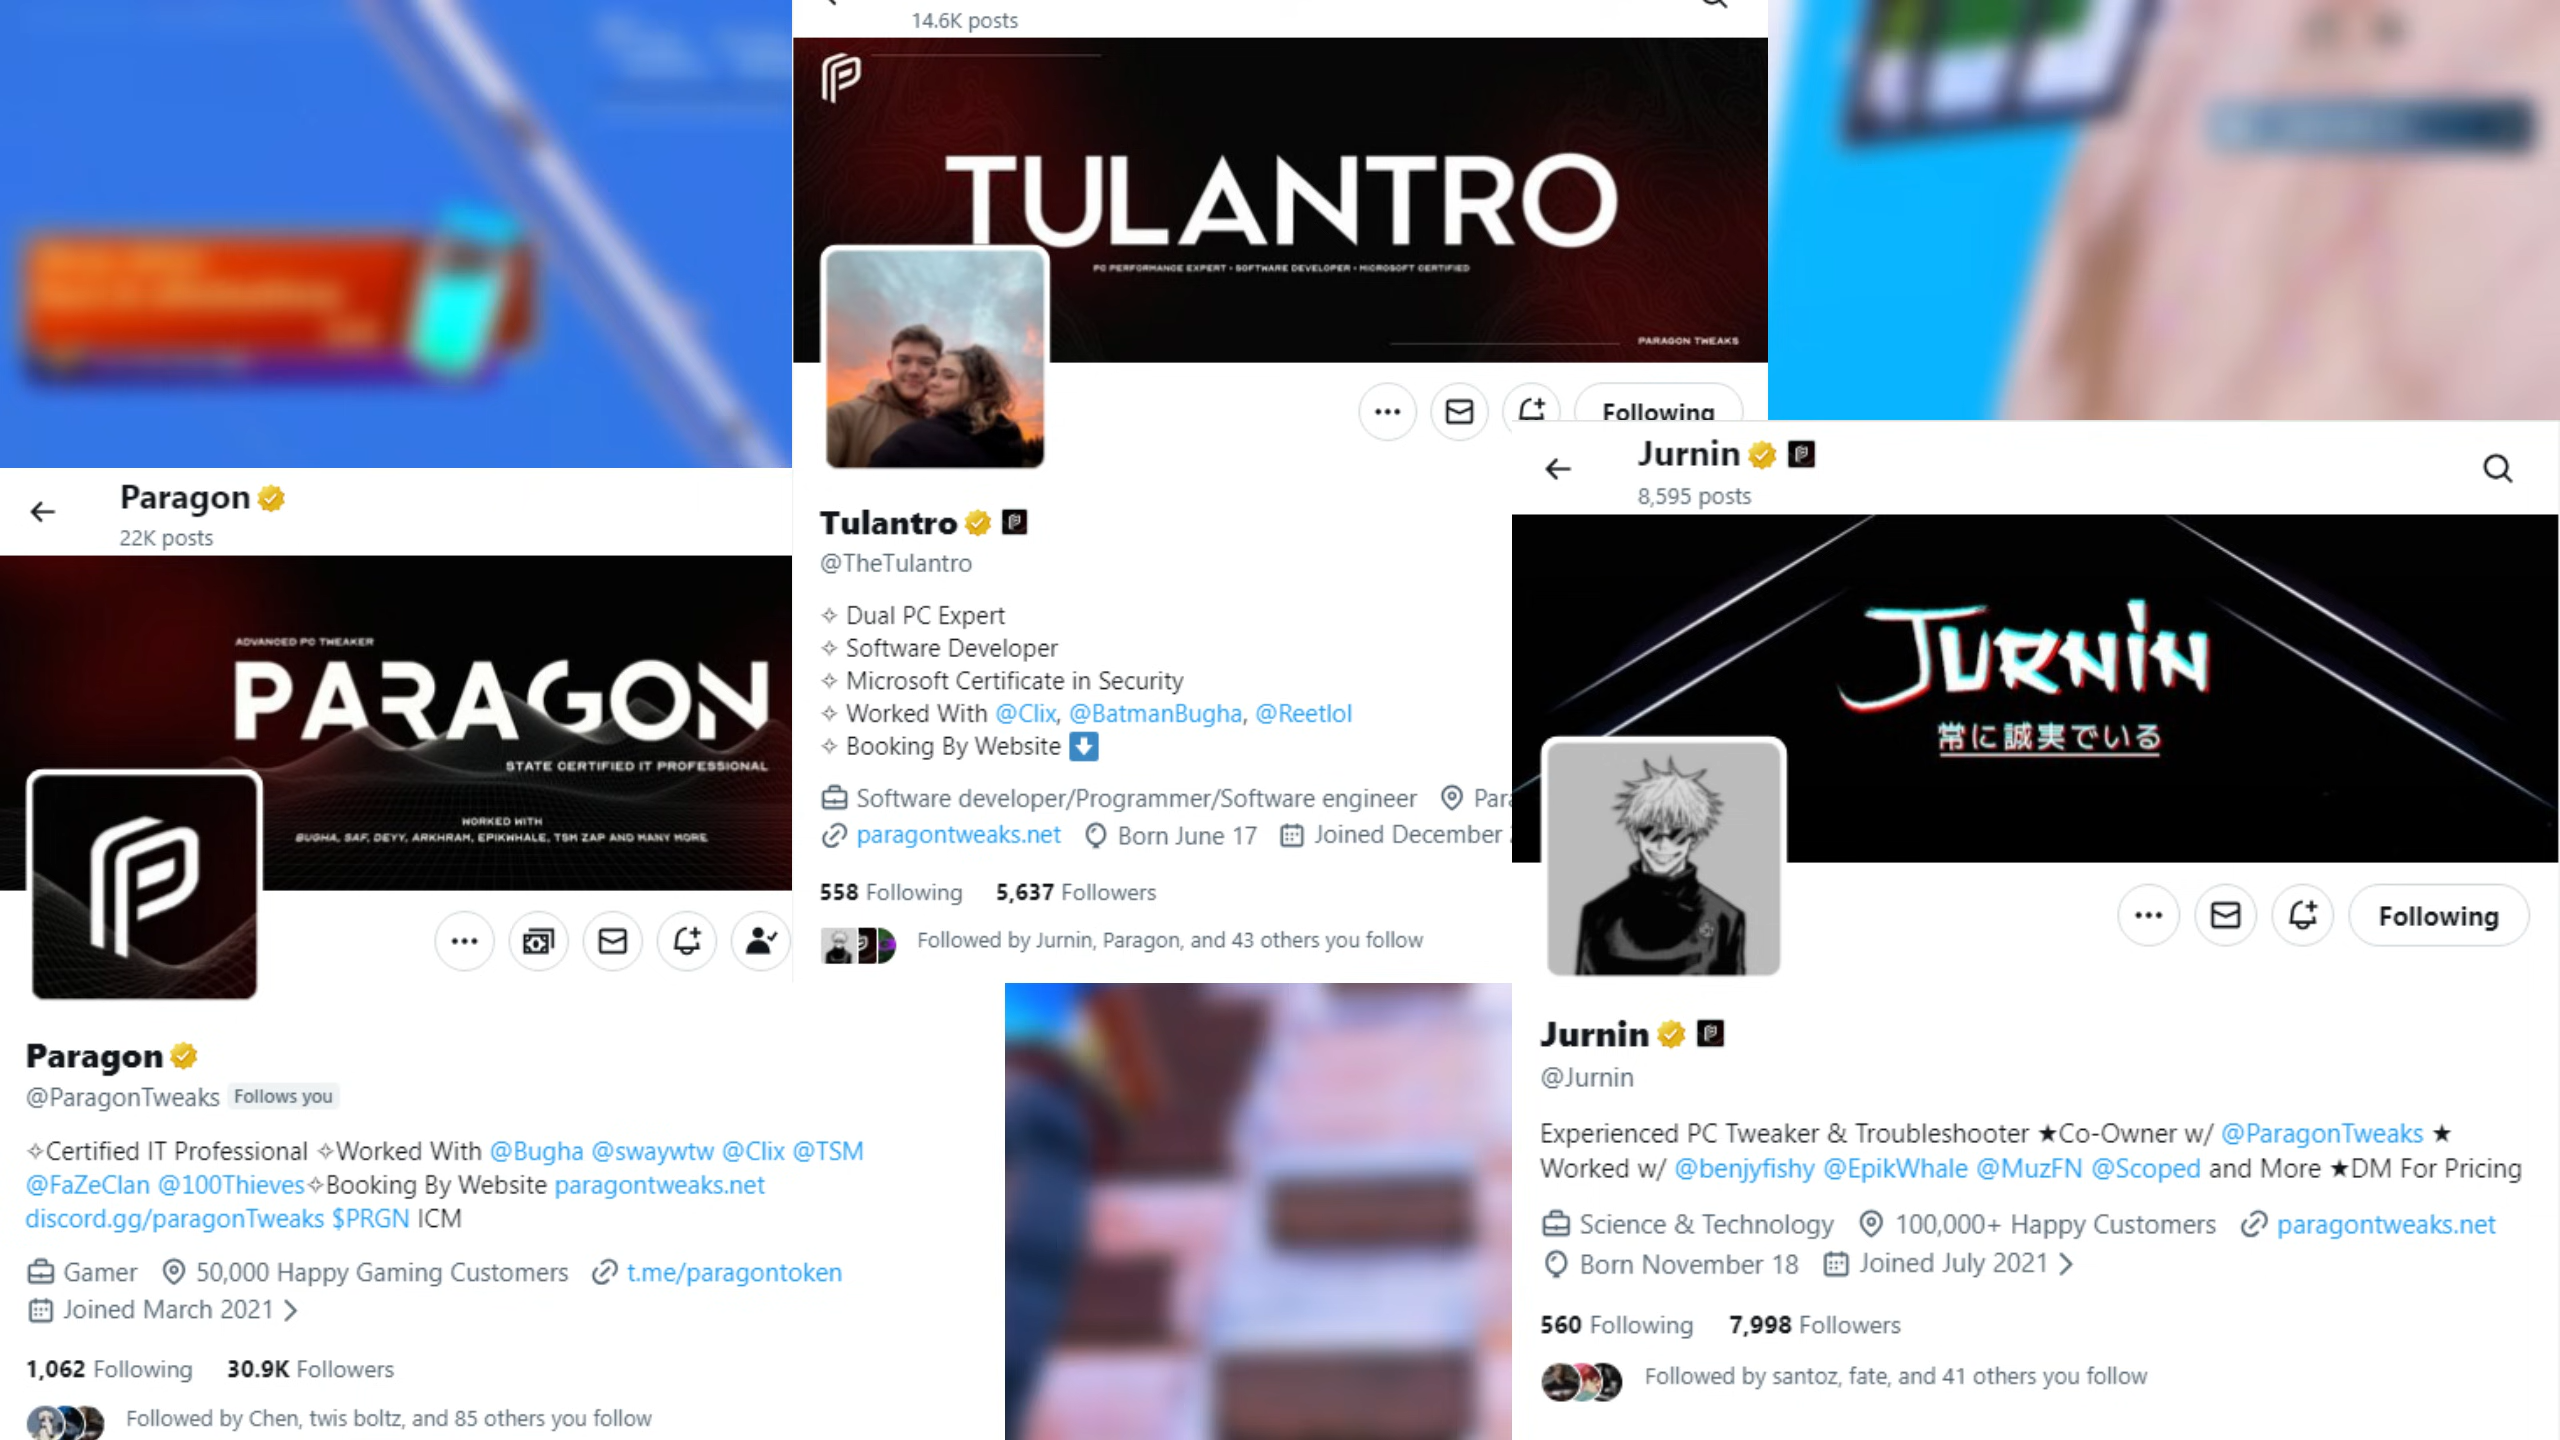 14.6K posts
TULANTRO
PC PERFORMANCE EXPERT • SOFTWARE DEVELOPER • MICROSOFT CERTIFIED
PARAGON TWEAKS
Following
Tulantro
@TheTulantro
✧ Dual PC Expert
✧ Software Developer
✧ Microsoft Certificate in Security
✧ Worked With @Clix, @BatmanBugha, @Reetlol
✧ Booking By Website ⬇
Software developer/Programmer/Software engineer Para
paragontweaks.net Born June 17 Joined December
558 Following 5,637 Followers
Followed by Jurnin, Paragon, and 43 others you follow
Paragon
22K posts
ADVANCED PC TWEAKER
PARAGON
STATE CERTIFIED IT PROFESSIONAL
WORKED WITH
BUGHA, SAF, DEYY, ARKHRAM, EPIKWHALE, TSM ZAP AND MANY MORE
Paragon
@ParagonTweaks Follows you
✧Certified IT Professional ✧Worked With @Bugha @swaywtw @Clix @TSM
@FaZeClan @100Thieves✧Booking By Website paragontweaks.net
discord.gg/paragonTweaks $PRGN ICM
Gamer 50,000 Happy Gaming Customers t.me/paragontoken
Joined March 2021
1,062 Following 30.9K Followers
Followed by Chen, twis boltz, and 85 others you follow
Jurnin
8,595 posts
JURNIN
常に誠実でいる
Following
Jurnin
@Jurnin
Experienced PC Tweaker & Troubleshooter ★Co-Owner w/ @ParagonTweaks ★
Worked w/ @benjyfishy @EpikWhale @MuzFN @Scoped and More ★DM For Pricing
Science & Technology 100,000+ Happy Customers paragontweaks.net
Born November 18 Joined July 2021
560 Following 7,998 Followers
Followed by santoz, fate, and 41 others you follow